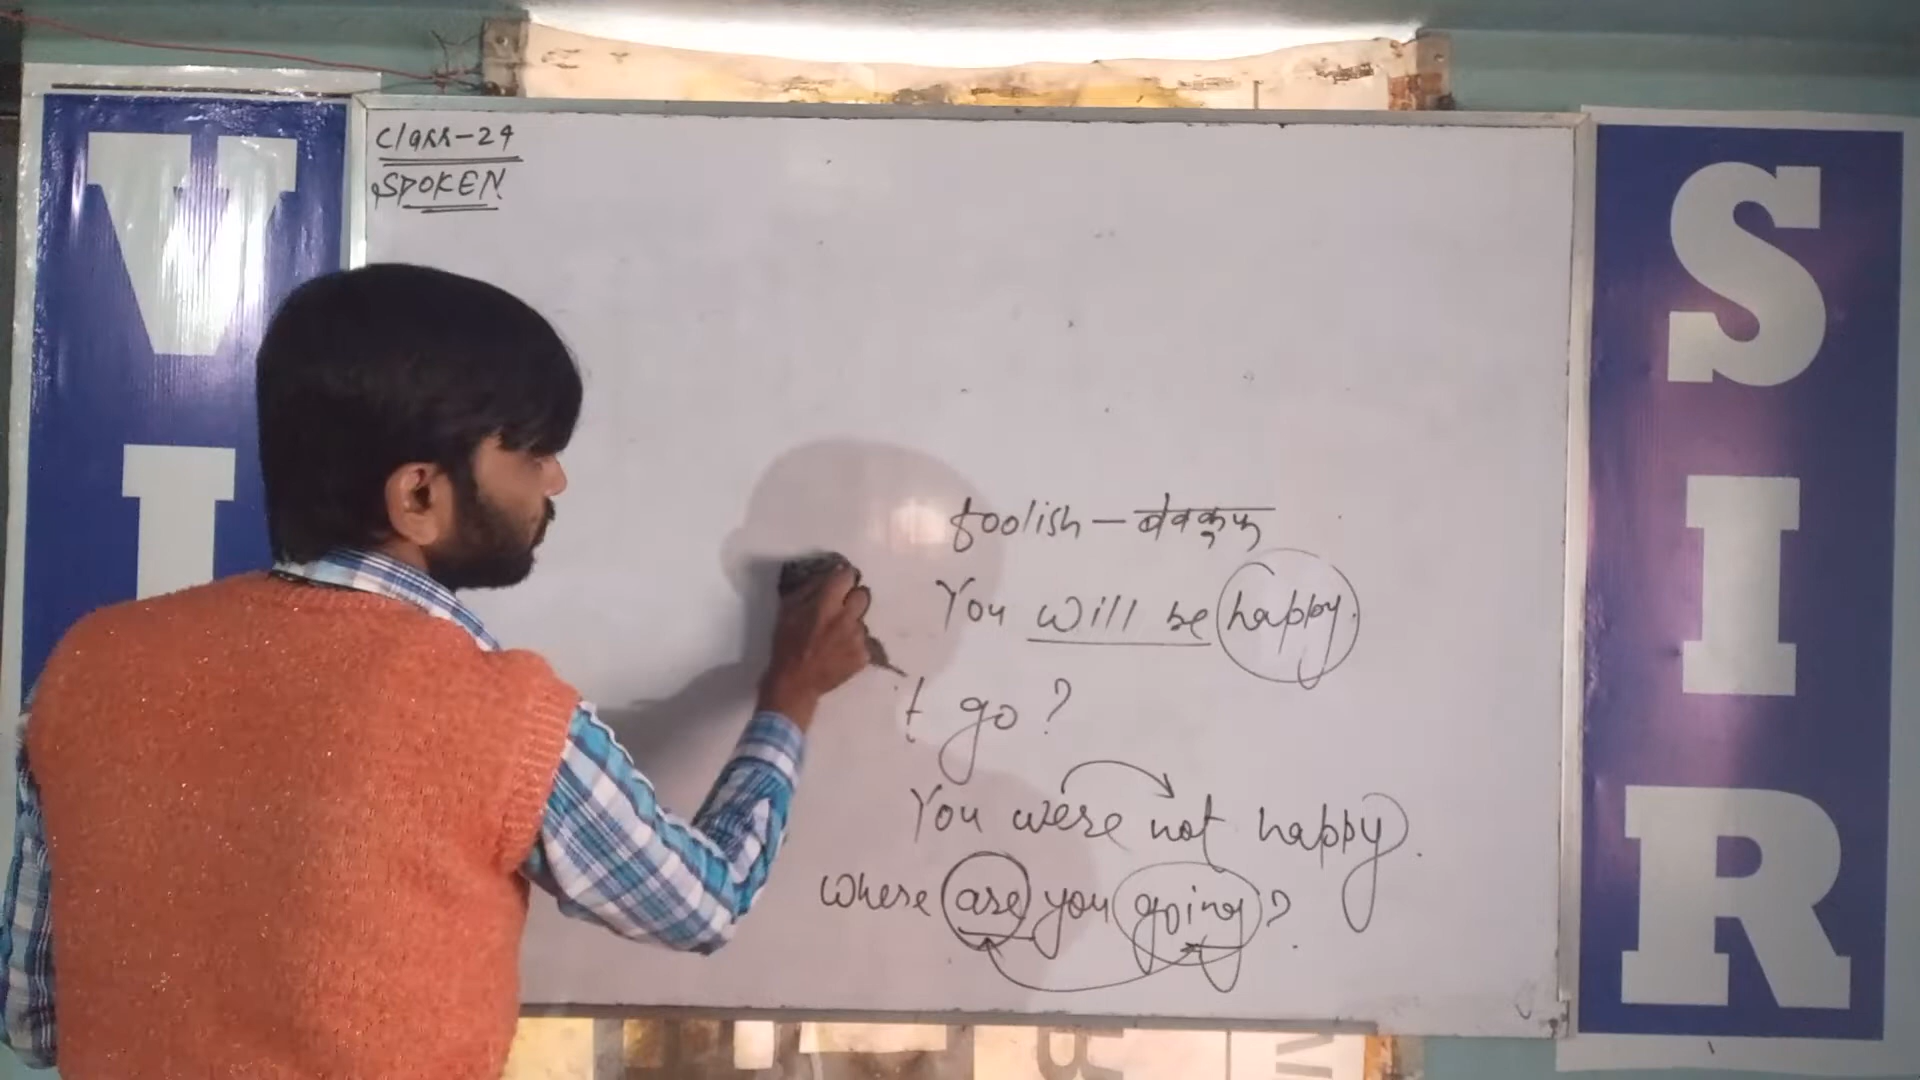 Class-24
SPOKEN
foolish – बेवकूफ
You will be happy.
t go?
You were not happy.
where are you going?
V
I
SIR